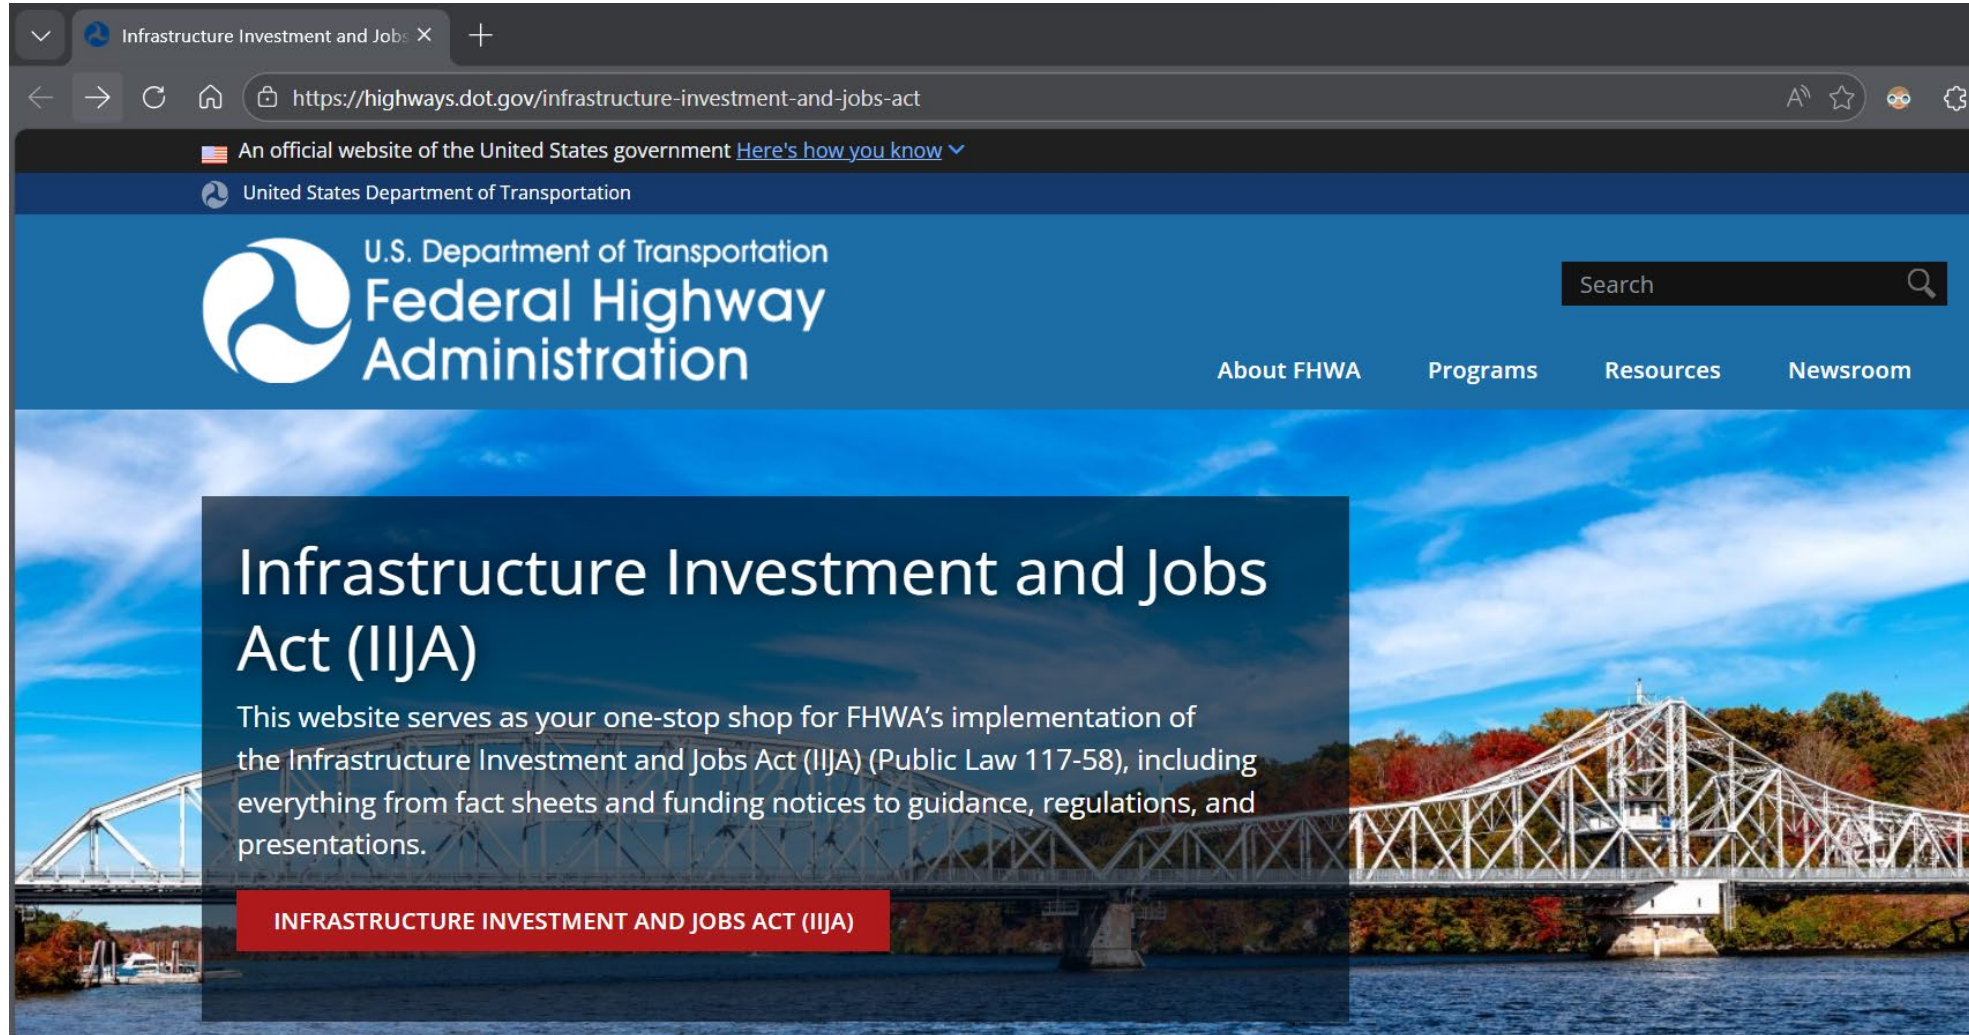 Infrastructure Investment and Jobs
https://highways.dot.gov/infrastructure-investment-and-jobs-act
An official website of the United States government Here's how you know
United States Department of Transportation
U.S. Department of Transportation
Federal Highway
Administration
Search
About FHWA Programs Resources Newsroom
Infrastructure Investment and Jobs
Act (IIJA)
This website serves as your one-stop shop for FHWA’s implementation of
the Infrastructure Investment and Jobs Act (IIJA) (Public Law 117-58), including
everything from fact sheets and funding notices to guidance, regulations, and
presentations.
INFRASTRUCTURE INVESTMENT AND JOBS ACT (IIJA)